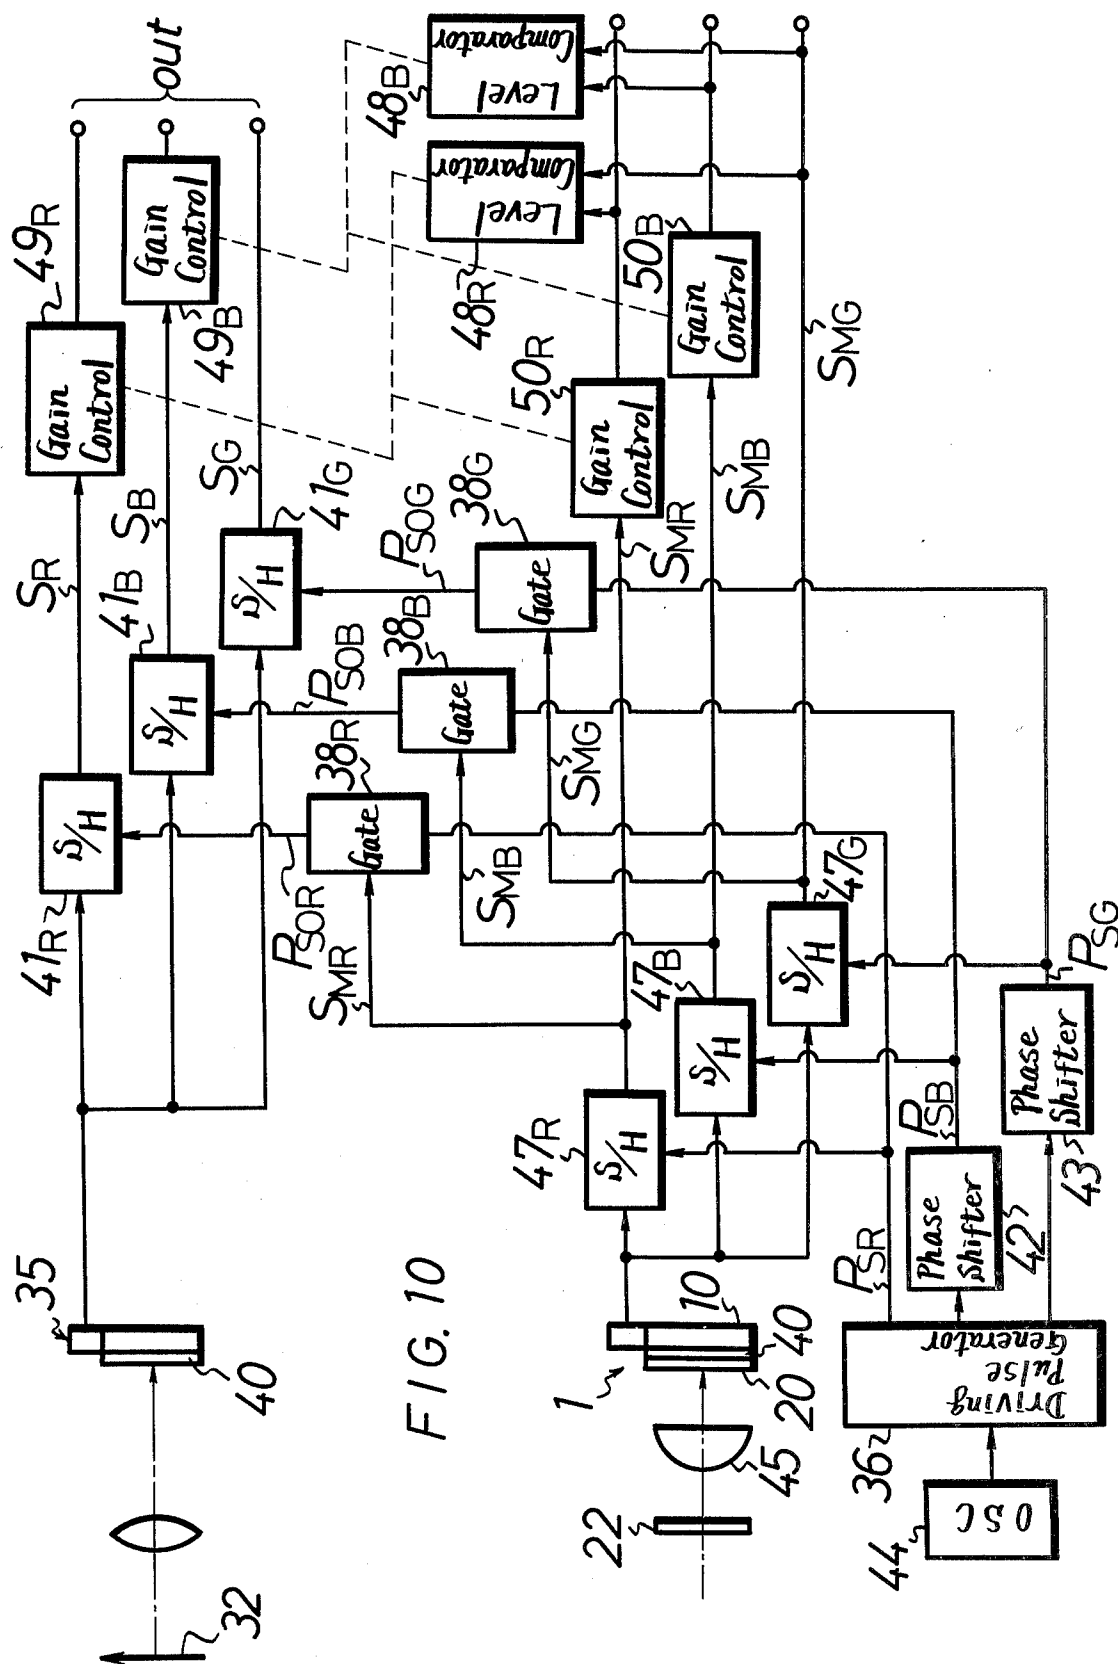 FIG. 10
32
35
40
41R
S/H
SR
49R
Gain
Control
41B
S/H
SB
49B
Gain
Control
41G
S/H
SG
OUT
PSOR
PSOB
PSOG
38R
Gate
38B
Gate
38G
Gate
SMR
SMB
SMG
22
45
1
20
40
10
47R
S/H
47B
S/H
47G
S/H
SMR
50R
Gain
Control
SMB
50B
Gain
Control
SMG
48R
Level
Comparator
48B
Level
Comparator
44
OSC
36
Driving
Pulse
Generator
PSR
42
Phase
Shifter
PSB
43
Phase
Shifter
PSG